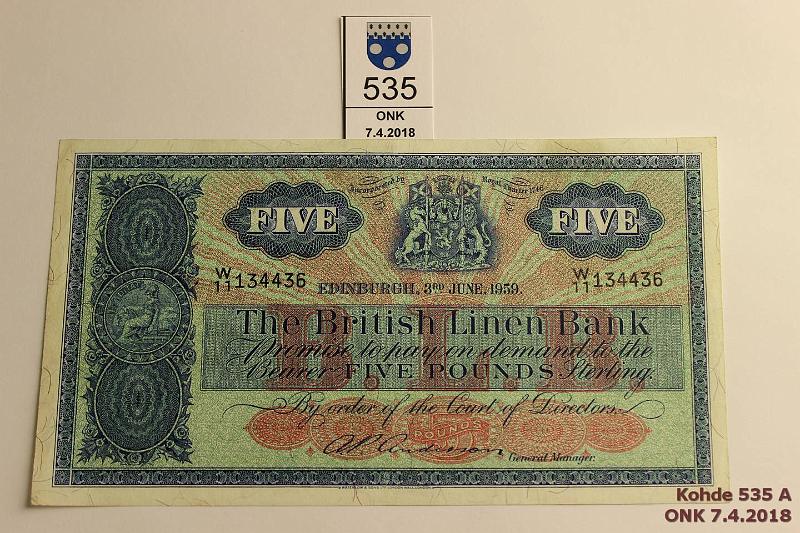 535
ONK
7.4.2018
Incorporated by Royal Charter 1746
FIVE FIVE
W/11 134436 W/11 134436
EDINBURGH, 3RD JUNE, 1959.
The British Linen Bank
Promise to pay on demand to the
Bearer FIVE POUNDS Sterling.
By order of the Court of Directors
POUNDS
A P Anderson
General Manager.
Kohde 535 A
ONK 7.4.2018